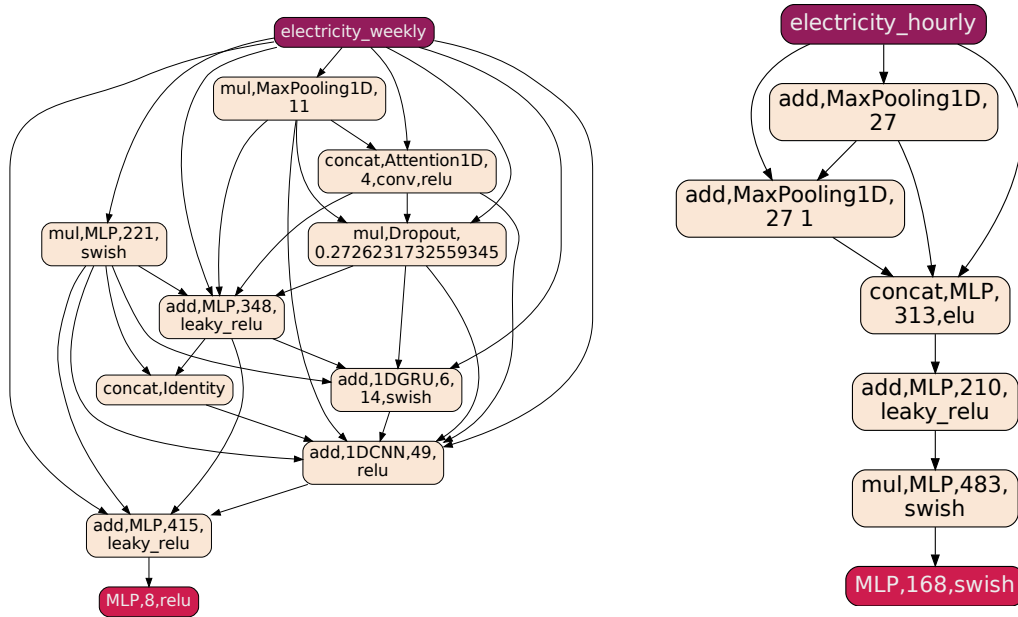 electricity_weekly
mul,MaxPooling1D,
11
concat,Attention1D,
4,conv,relu
mul,MLP,221,
swish
mul,Dropout,
0.2726231732559345
add,MLP,348,
leaky_relu
concat,Identity
add,1DGRU,6,
14,swish
add,1DCNN,49,
relu
add,MLP,415,
leaky_relu
MLP,8,relu
electricity_hourly
add,MaxPooling1D,
27
add,MaxPooling1D,
27 1
concat,MLP,
313,elu
add,MLP,210,
leaky_relu
mul,MLP,483,
swish
MLP,168,swish